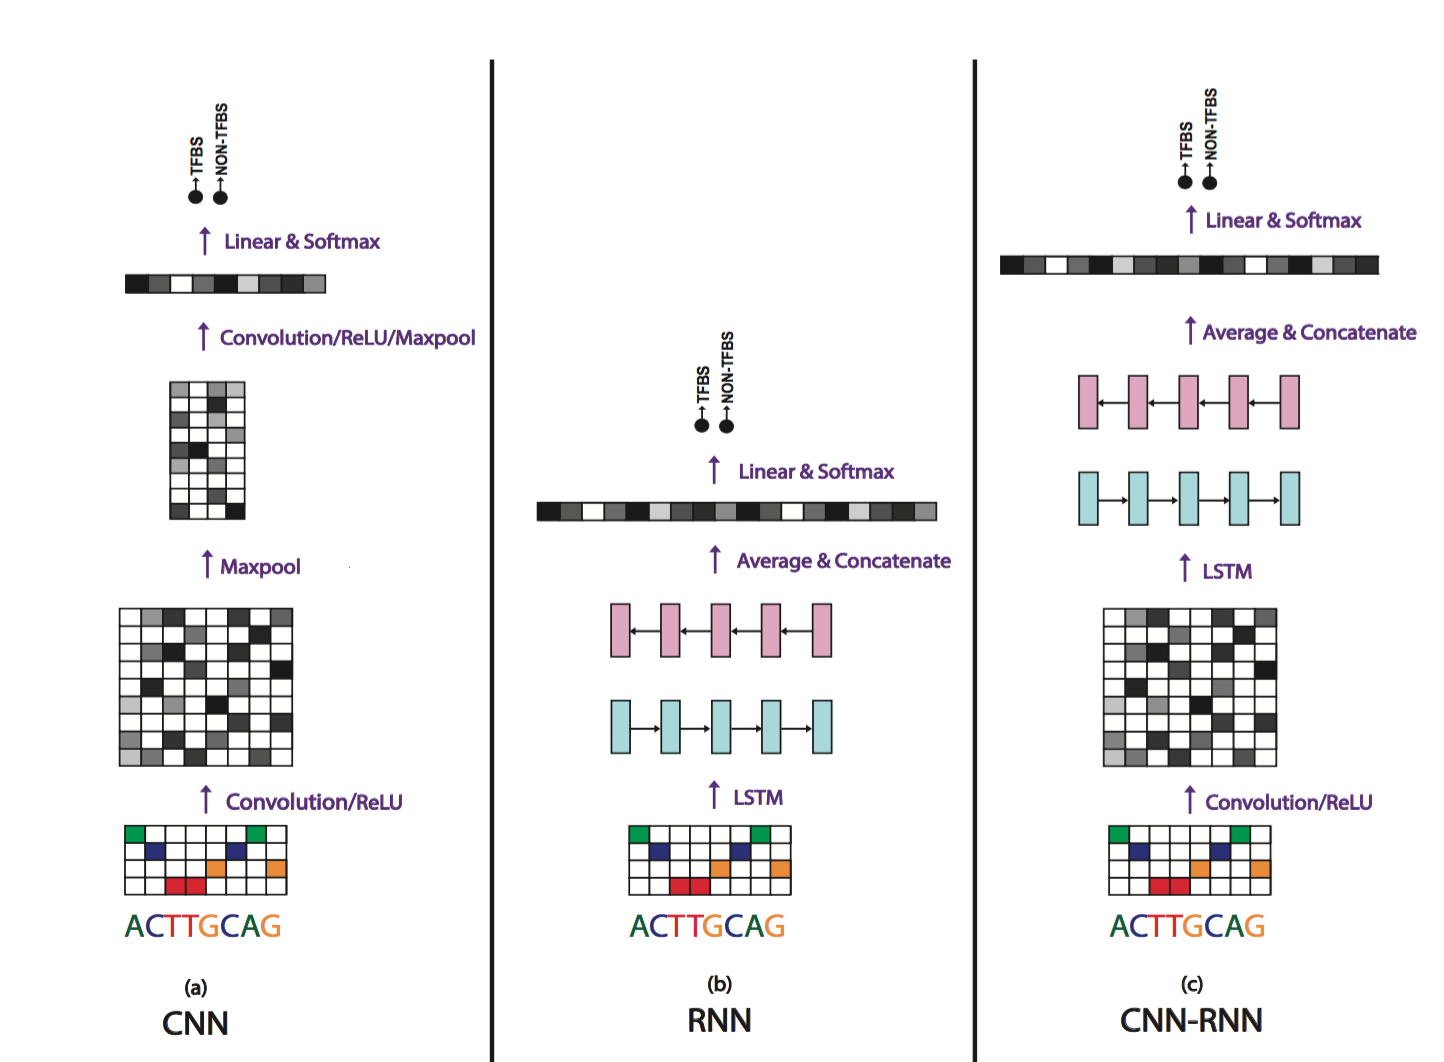 TFBS
NON-TFBS
Linear & Softmax
Convolution/ReLU/Maxpool
Maxpool
Convolution/ReLU
ACTTGCAG
(a)
CNN
TFBS
NON-TFBS
Linear & Softmax
Average & Concatenate
LSTM
ACTTGCAG
(b)
RNN
TFBS
NON-TFBS
Linear & Softmax
Average & Concatenate
LSTM
Convolution/ReLU
ACTTGCAG
(c)
CNN-RNN